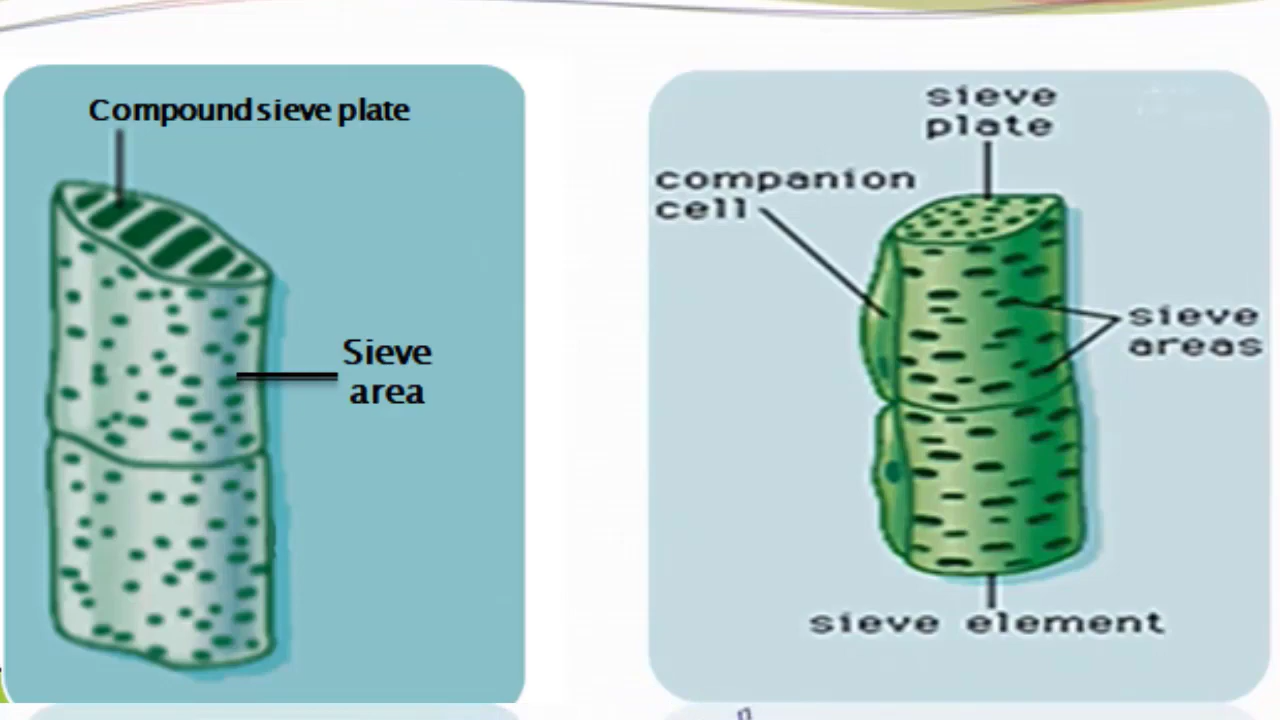 Compound sieve plate
Sieve
area
sieve
plate
companion
cell
sieve
areas
sieve element